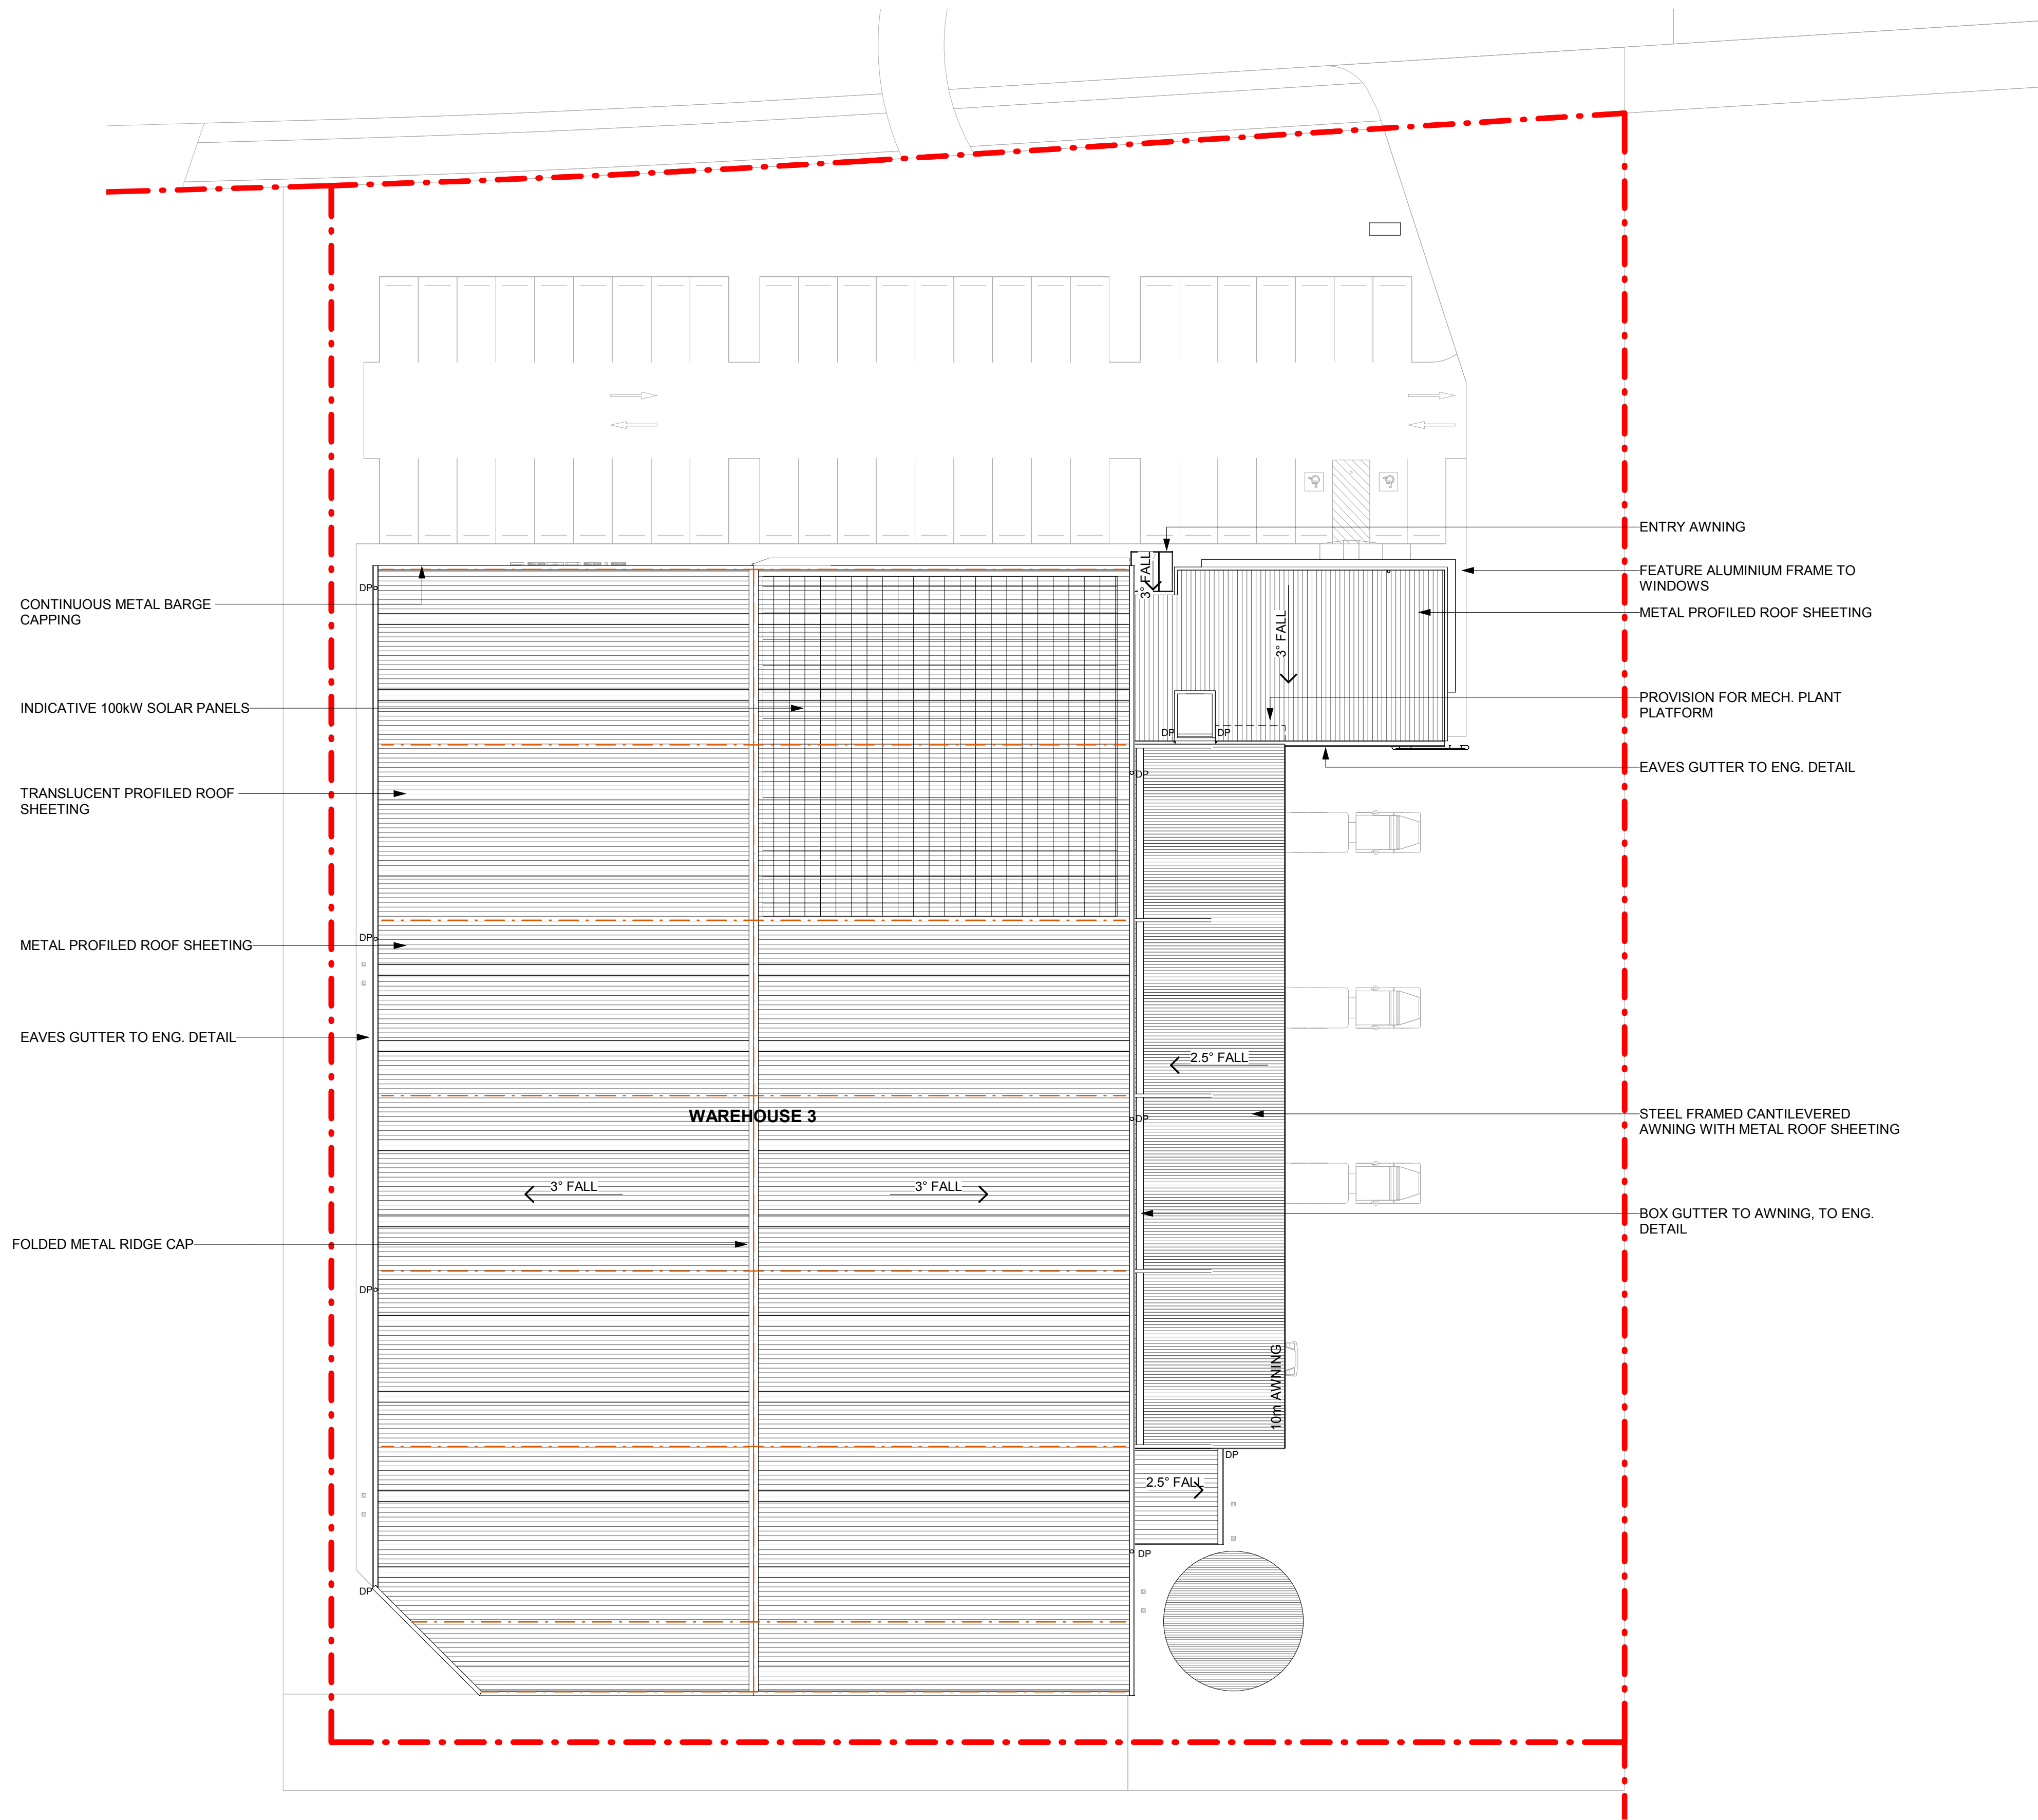 CONTINUOUS METAL BARGE
CAPPING
INDICATIVE 100kW SOLAR PANELS
TRANSLUCENT PROFILED ROOF
SHEETING
METAL PROFILED ROOF SHEETING
EAVES GUTTER TO ENG. DETAIL
FOLDED METAL RIDGE CAP
DP
DP
DP
DP
WAREHOUSE 3
3° FALL
3° FALL
3° FALL
3° FALL
DP
DP
DP
DP
2.5° FALL
10m AWNING
DP
2.5° FALL
DP
ENTRY AWNING
FEATURE ALUMINIUM FRAME TO
WINDOWS
METAL PROFILED ROOF SHEETING
PROVISION FOR MECH. PLANT
PLATFORM
EAVES GUTTER TO ENG. DETAIL
STEEL FRAMED CANTILEVERED
AWNING WITH METAL ROOF SHEETING
BOX GUTTER TO AWNING, TO ENG.
DETAIL